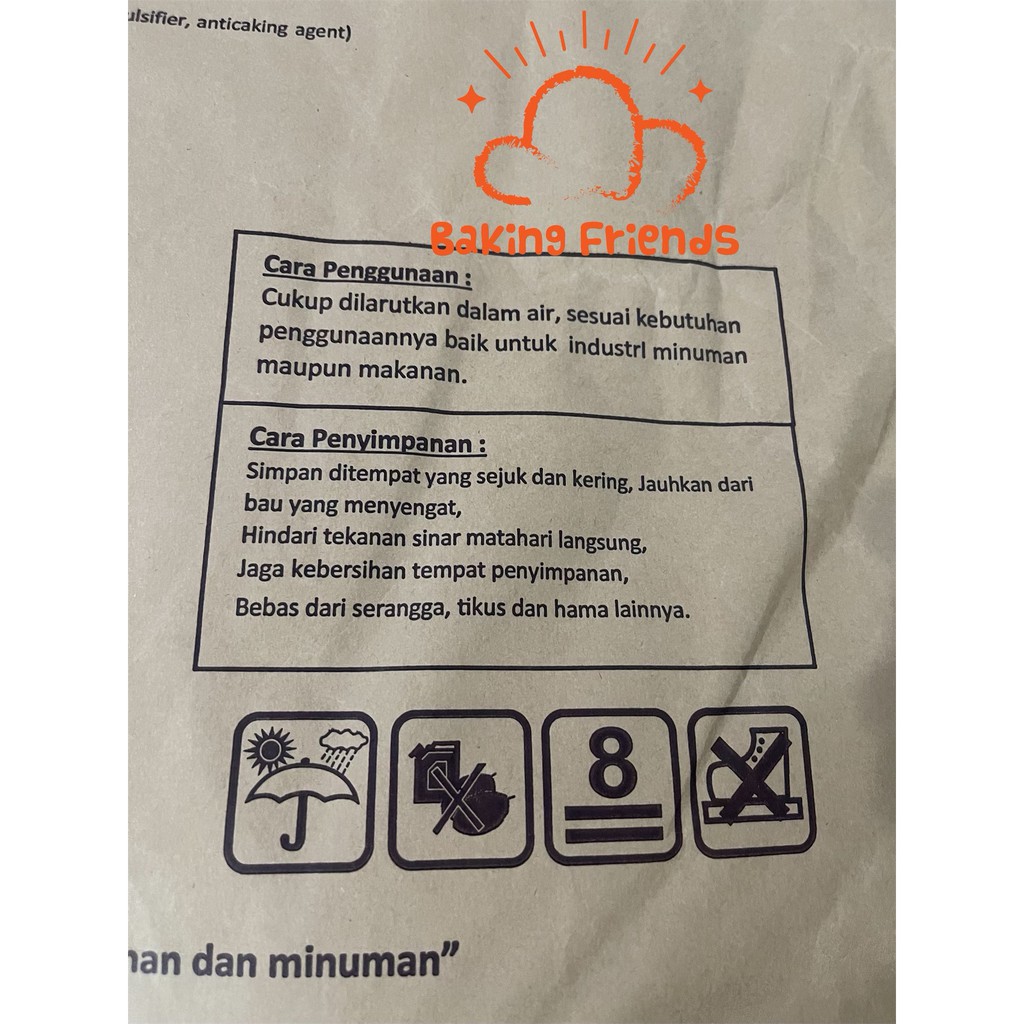 ulsifier, anticaking agent)
Baking Friends
Cara Penggunaan :
Cukup dilarutkan dalam air, sesuai kebutuhan
penggunaannya baik untuk industrI minuman
maupun makanan.
Cara Penyimpanan :
Simpan ditempat yang sejuk dan kering, Jauhkan dari
bau yang menyengat,
Hindari tekanan sinar matahari langsung,
Jaga kebersihan tempat penyimpanan,
Bebas dari serangga, tikus dan hama lainnya.
8
nan dan minuman”